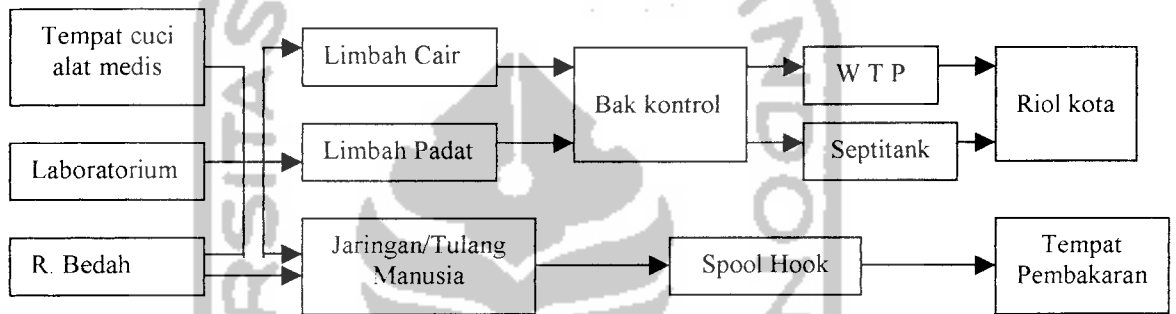 Tempat cuci
alat medis
Laboratorium
R. Bedah
Limbah Cair
Limbah Padat
Jaringan/Tulang
Manusia
Bak kontrol
Spool Hook
W T P
Septitank
Riol kota
Tempat
Pembakaran